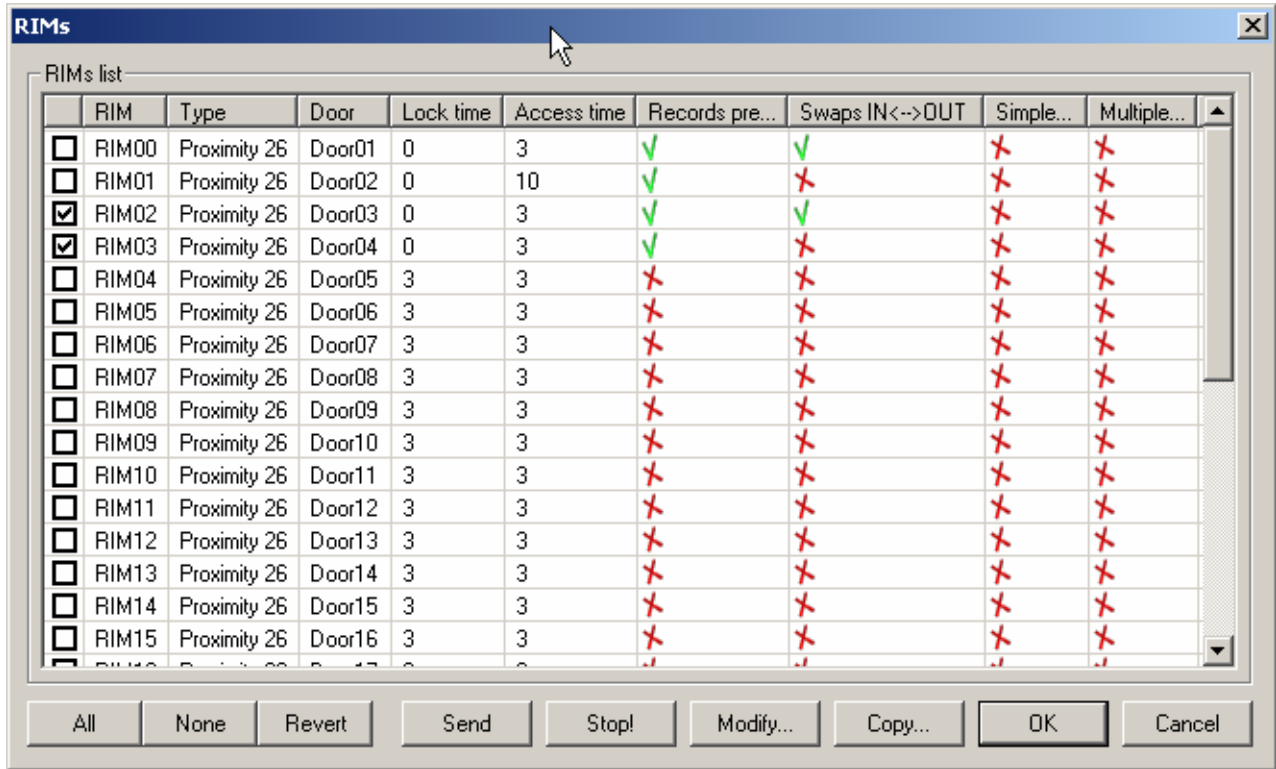 RIMs
RIMs list
RIM Type Door Lock time Access time Records pre... Swaps IN<-->OUT Simple... Multiple...
RIM00 Proximity 26 Door01 0 3
RIM01 Proximity 26 Door02 0 10
RIM02 Proximity 26 Door03 0 3
RIM03 Proximity 26 Door04 0 3
RIM04 Proximity 26 Door05 3 3
RIM05 Proximity 26 Door06 3 3
RIM06 Proximity 26 Door07 3 3
RIM07 Proximity 26 Door08 3 3
RIM08 Proximity 26 Door09 3 3
RIM09 Proximity 26 Door10 3 3
RIM10 Proximity 26 Door11 3 3
RIM11 Proximity 26 Door12 3 3
RIM12 Proximity 26 Door13 3 3
RIM13 Proximity 26 Door14 3 3
RIM14 Proximity 26 Door15 3 3
RIM15 Proximity 26 Door16 3 3
All None Revert Send Stop! Modify... Copy... OK Cancel